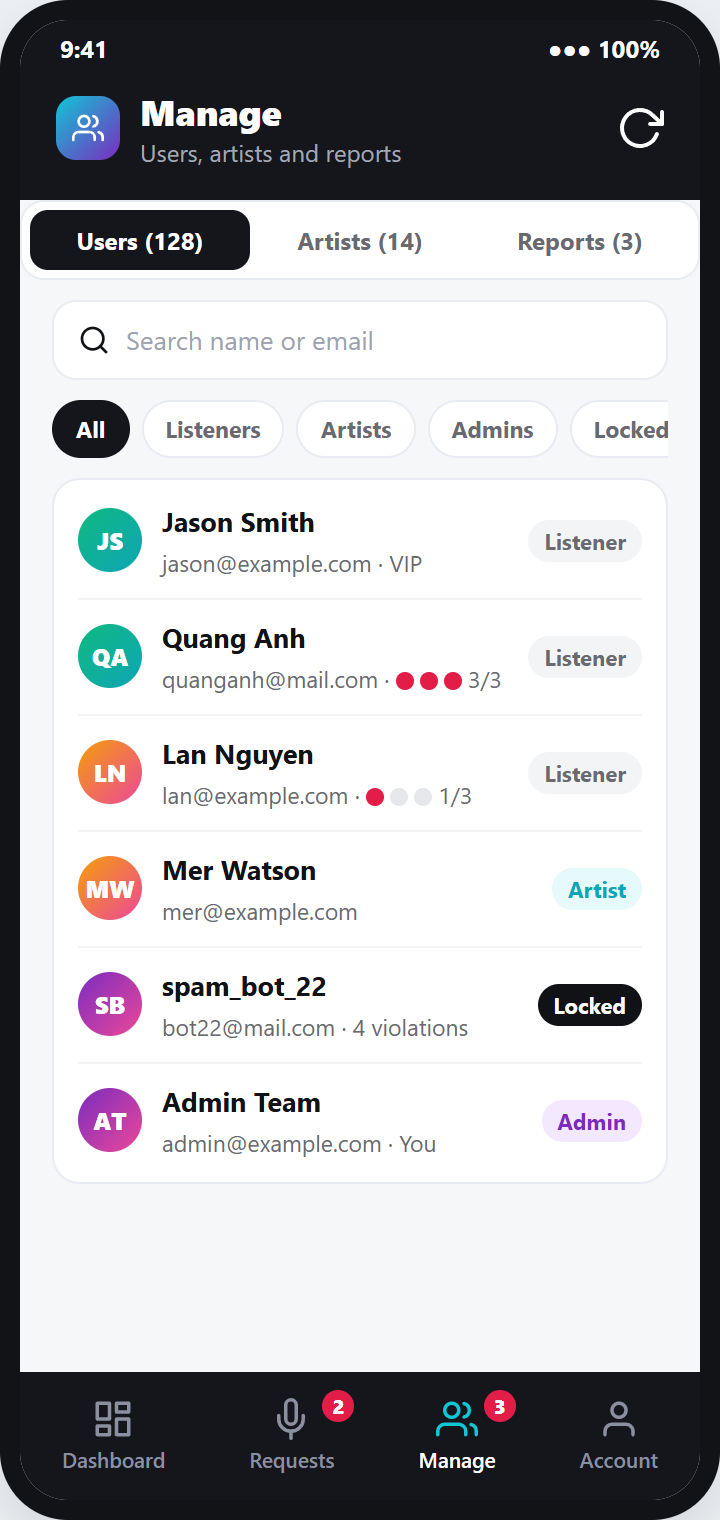 9:41 ●●● 100%
Manage
Users, artists and reports
Users (128) Artists (14) Reports (3)
Search name or email
All Listeners Artists Admins Locked
JS Jason Smith Listener
jason@example.com · VIP
QA Quang Anh Listener
quanganh@mail.com · 3/3
LN Lan Nguyen Listener
lan@example.com · 1/3
MW Mer Watson Artist
mer@example.com
SB spam_bot_22 Locked
bot22@mail.com · 4 violations
AT Admin Team Admin
admin@example.com · You
2 3
Dashboard Requests Manage Account